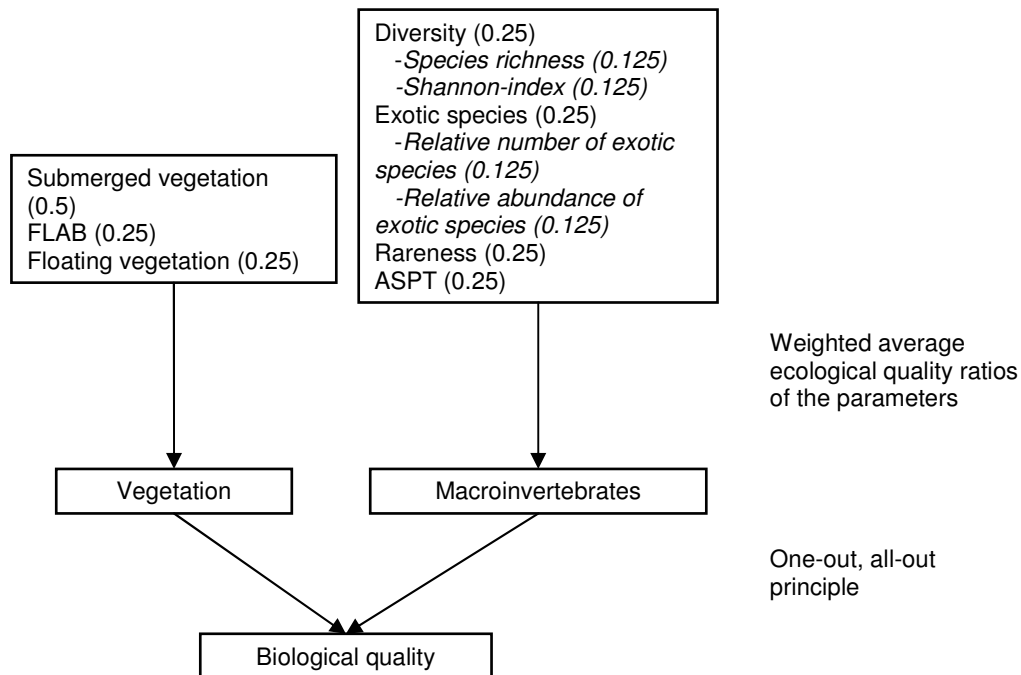 Diversity (0.25)
-Species richness (0.125)
-Shannon-index (0.125)
Exotic species (0.25)
-Relative number of exotic
species (0.125)
-Relative abundance of
exotic species (0.125)
Rareness (0.25)
ASPT (0.25)
Submerged vegetation
(0.5)
FLAB (0.25)
Floating vegetation (0.25)
Weighted average
ecological quality ratios
of the parameters
Vegetation
Macroinvertebrates
One-out, all-out
principle
Biological quality